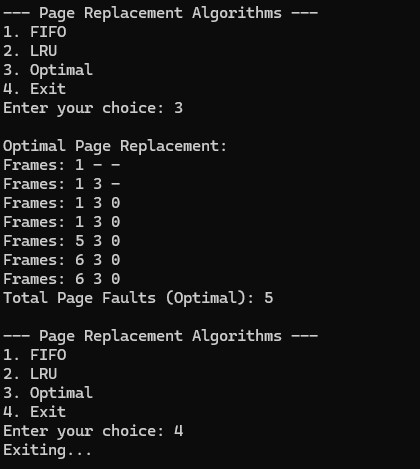 --- Page Replacement Algorithms ---
1. FIFO
2. LRU
3. Optimal
4. Exit
Enter your choice: 3
Optimal Page Replacement:
Frames: 1 - -
Frames: 1 3 -
Frames: 1 3 0
Frames: 1 3 0
Frames: 5 3 0
Frames: 6 3 0
Frames: 6 3 0
Total Page Faults (Optimal): 5
--- Page Replacement Algorithms ---
1. FIFO
2. LRU
3. Optimal
4. Exit
Enter your choice: 4
Exiting...